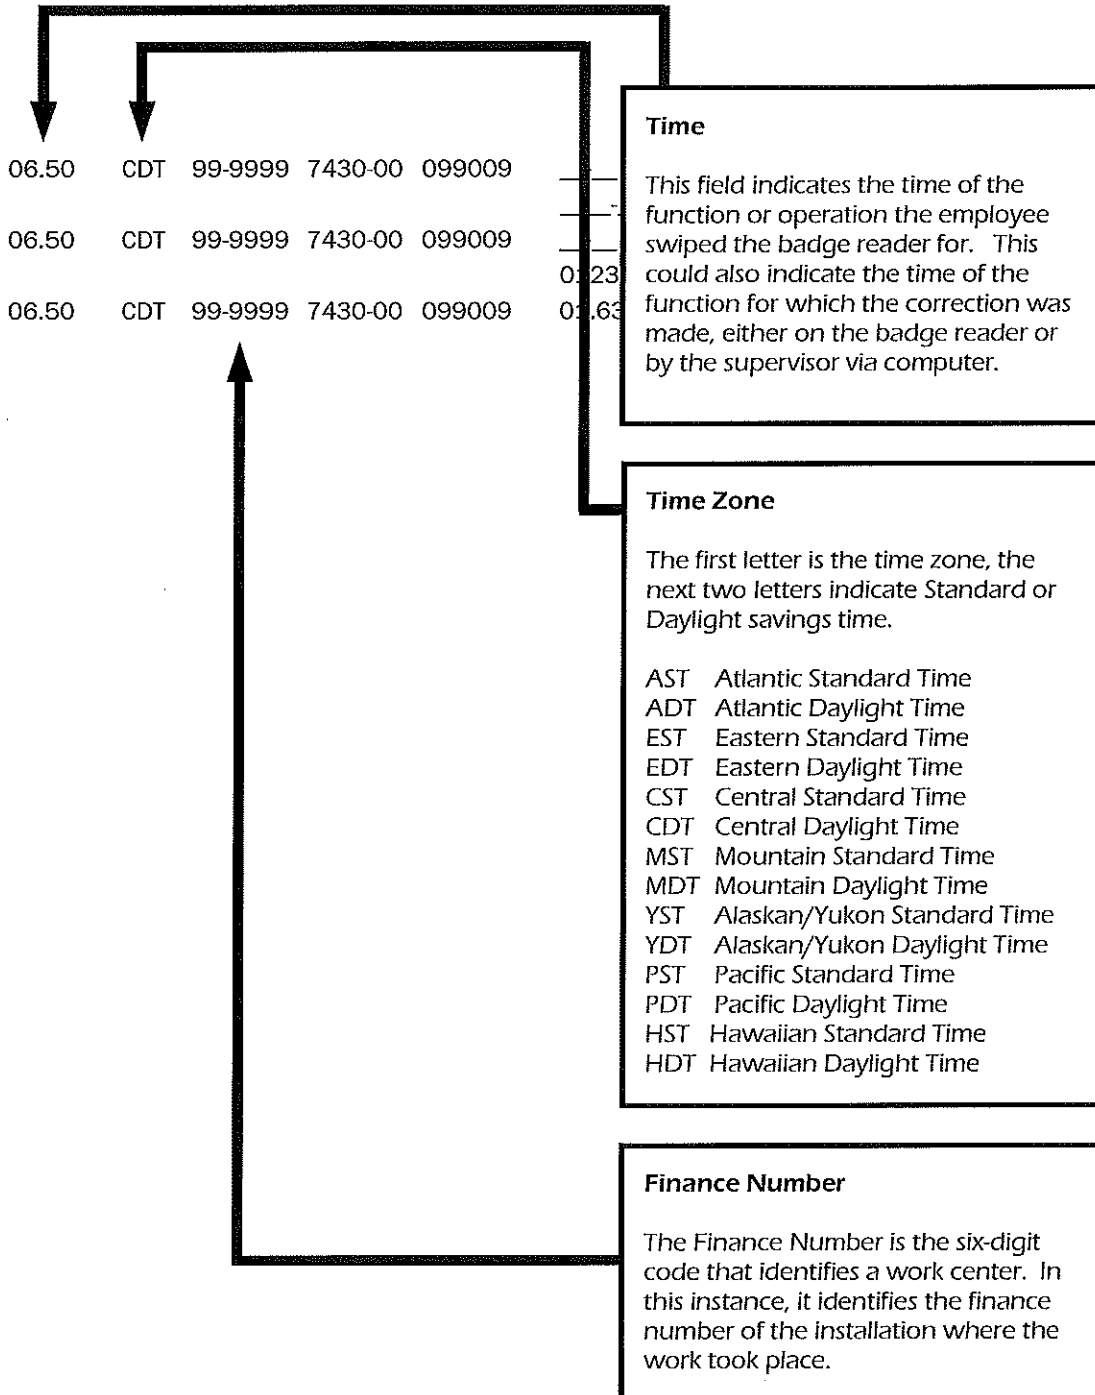 06.50 CDT 99-9999 7430-00 099009
06.50 CDT 99-9999 7430-00 099009
06.50 CDT 99-9999 7430-00 099009
Time
This field indicates the time of the
function or operation the employee
swiped the badge reader for. This
could also indicate the time of the
function for which the correction was
made, either on the badge reader or
by the supervisor via computer.
Time Zone
The first letter is the time zone, the
next two letters indicate Standard or
Daylight savings time.
AST Atlantic Standard Time
ADT Atlantic Daylight Time
EST Eastern Standard Time
EDT Eastern Daylight Time
CST Central Standard Time
CDT Central Daylight Time
MST Mountain Standard Time
MDT Mountain Daylight Time
YST Alaskan/Yukon Standard Time
YDT Alaskan/Yukon Daylight Time
PST Pacific Standard Time
PDT Pacific Daylight Time
HST Hawaiian Standard Time
HDT Hawaiian Daylight Time
Finance Number
The Finance Number is the six-digit
code that identifies a work center. In
this instance, it identifies the finance
number of the installation where the
work took place.